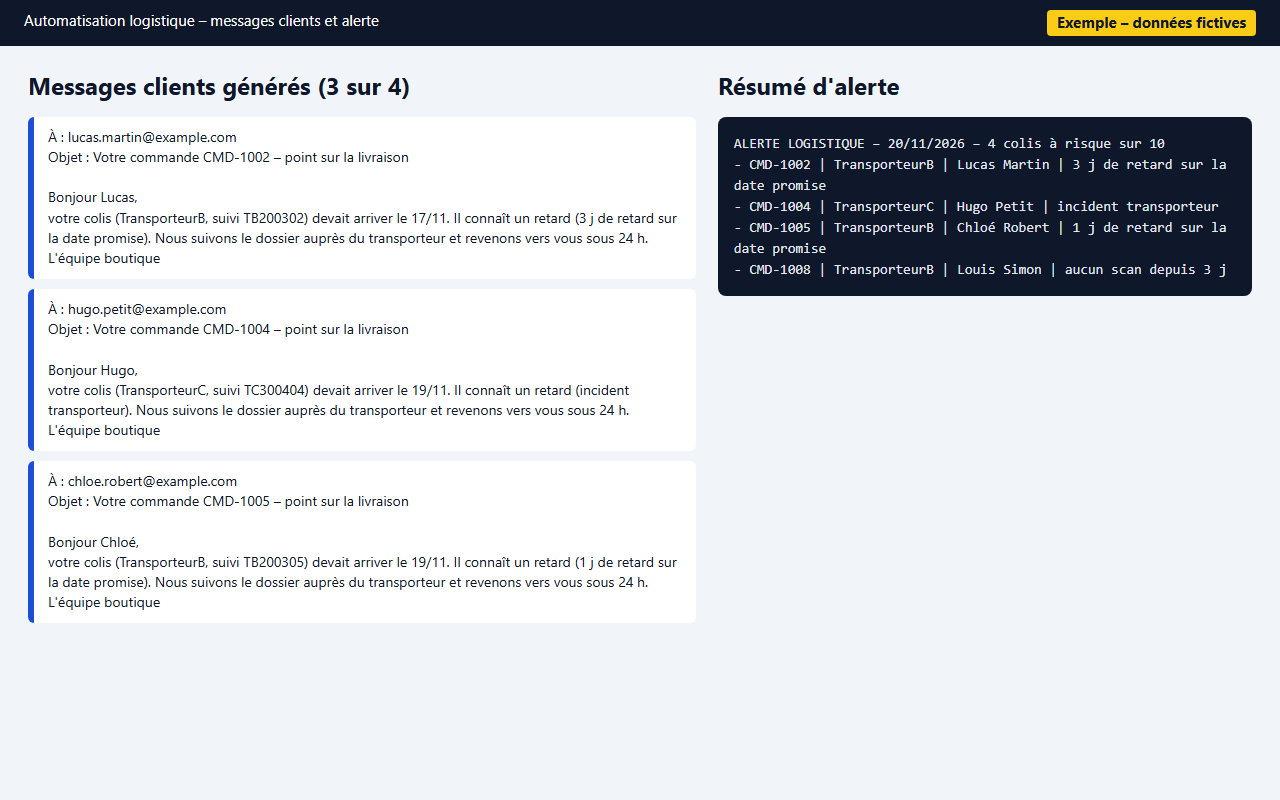 Automatisation logistique – messages clients et alerte
Exemple – données fictives
Messages clients générés (3 sur 4)
À : lucas.martin@example.com
Objet : Votre commande CMD-1002 – point sur la livraison
Bonjour Lucas,
votre colis (TransporteurB, suivi TB200302) devait arriver le 17/11. Il connaît un retard (3 j de retard sur
la date promise). Nous suivons le dossier auprès du transporteur et revenons vers vous sous 24 h.
L'équipe boutique
À : hugo.petit@example.com
Objet : Votre commande CMD-1004 – point sur la livraison
Bonjour Hugo,
votre colis (TransporteurC, suivi TC300404) devait arriver le 19/11. Il connaît un retard (incident
transporteur). Nous suivons le dossier auprès du transporteur et revenons vers vous sous 24 h.
L'équipe boutique
À : chloe.robert@example.com
Objet : Votre commande CMD-1005 – point sur la livraison
Bonjour Chloé,
votre colis (TransporteurB, suivi TB200305) devait arriver le 19/11. Il connaît un retard (1 j de retard sur
la date promise). Nous suivons le dossier auprès du transporteur et revenons vers vous sous 24 h.
L'équipe boutique
Résumé d'alerte
ALERTE LOGISTIQUE – 20/11/2026 – 4 colis à risque sur 10
- CMD-1002 | TransporteurB | Lucas Martin | 3 j de retard sur la
date promise
- CMD-1004 | TransporteurC | Hugo Petit | incident transporteur
- CMD-1005 | TransporteurB | Chloé Robert | 1 j de retard sur la
date promise
- CMD-1008 | TransporteurB | Louis Simon | aucun scan depuis 3 j